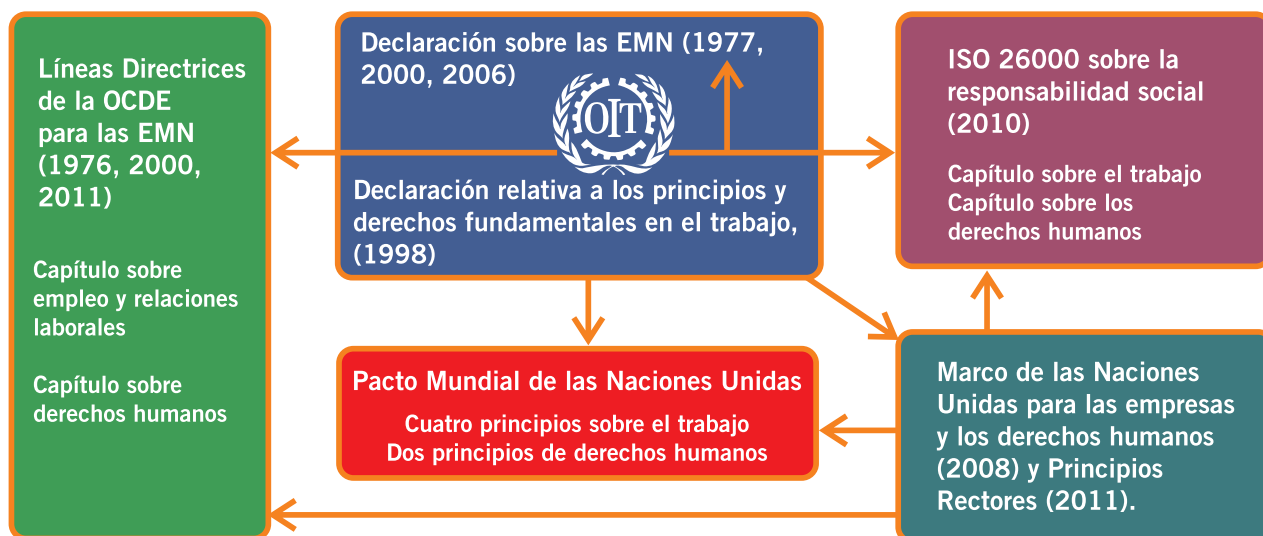 Líneas Directrices
de la OCDE
para las EMN
(1976, 2000,
2011)
Capítulo sobre
empleo y relaciones
laborales
Capítulo sobre
derechos humanos
Declaración sobre las EMN (1977,
2000, 2006)
OIT
Declaración relativa a los principios y
derechos fundamentales en el trabajo,
(1998)
ISO 26000 sobre la
responsabilidad social
(2010)
Capítulo sobre el trabajo
Capítulo sobre los
derechos humanos
Pacto Mundial de las Naciones Unidas
Cuatro principios sobre el trabajo
Dos principios de derechos humanos
Marco de las Naciones
Unidas para las empresas
y los derechos humanos
(2008) y Principios
Rectores (2011).